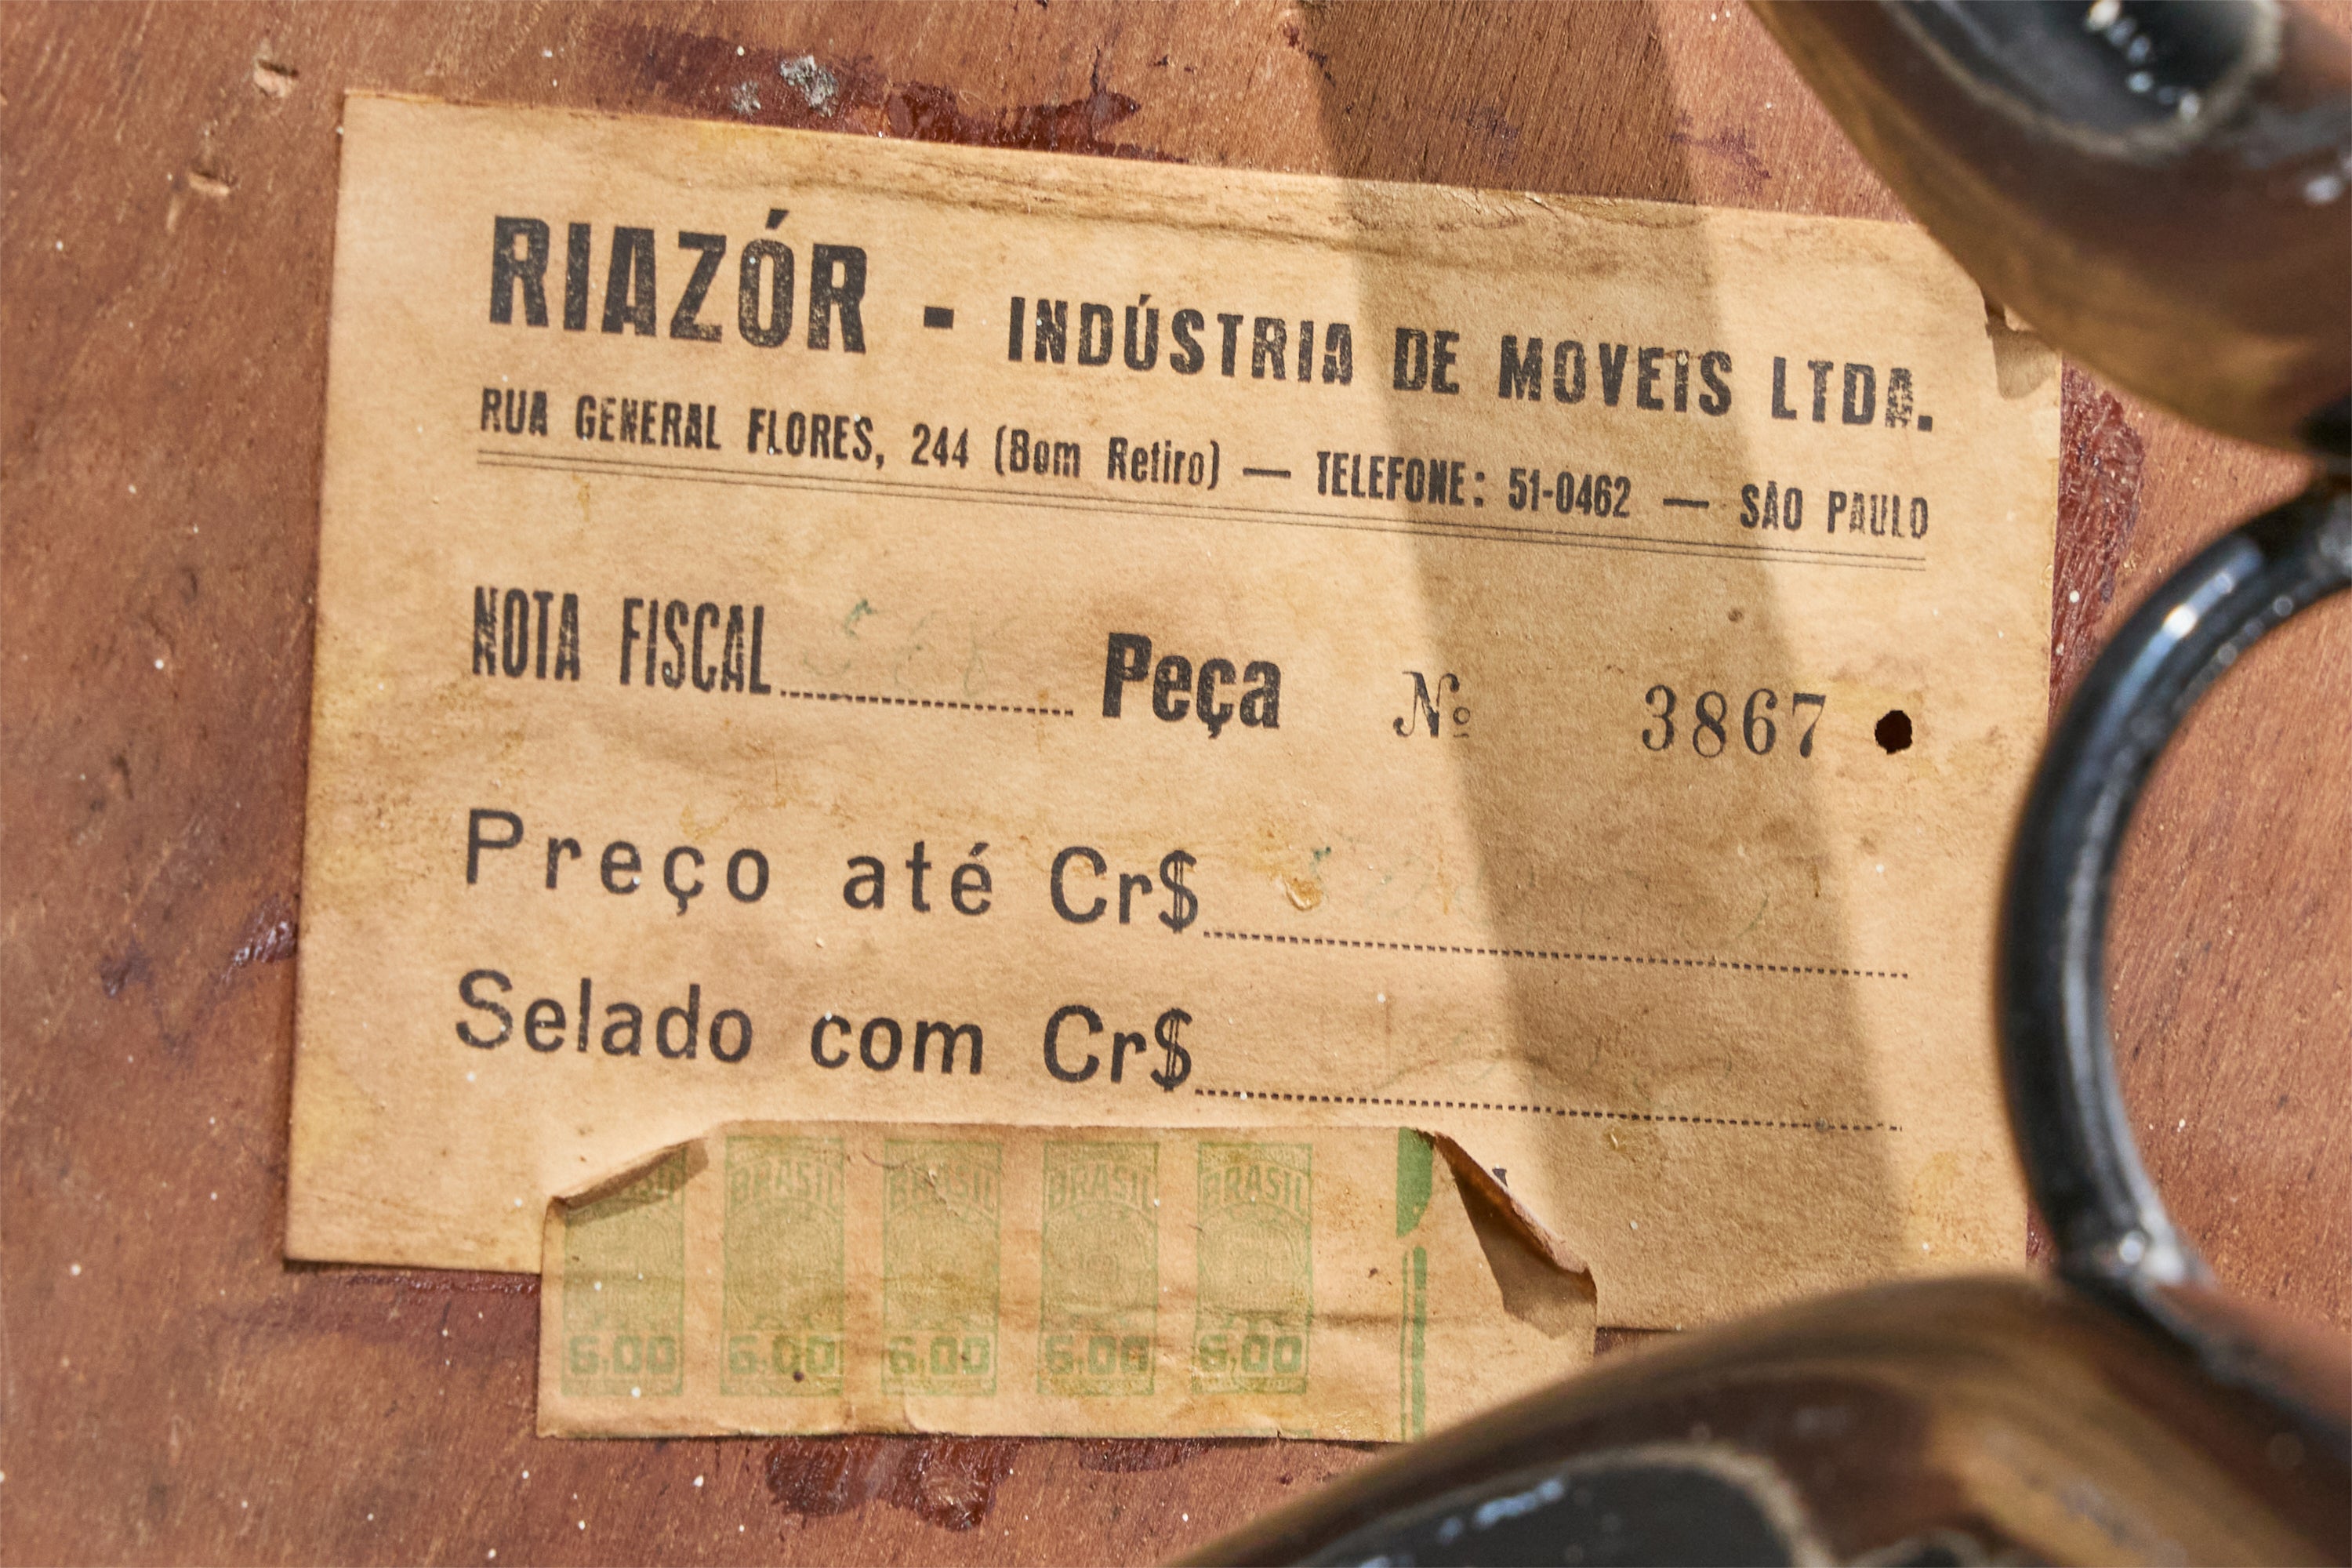 RIAZÓR - INDÚSTRIA DE MOVEIS LTDA.
RUA GENERAL FLORES, 244 (Bom Retiro) — TELEFONE: 51-0462 — SÃO PAULO
NOTA FISCAL Peça Nº 3867
Preço até Cr$
Selado com Cr$
BRASIL BRASIL BRASIL BRASIL
6,00 6,00 6,00 6,00 6,00